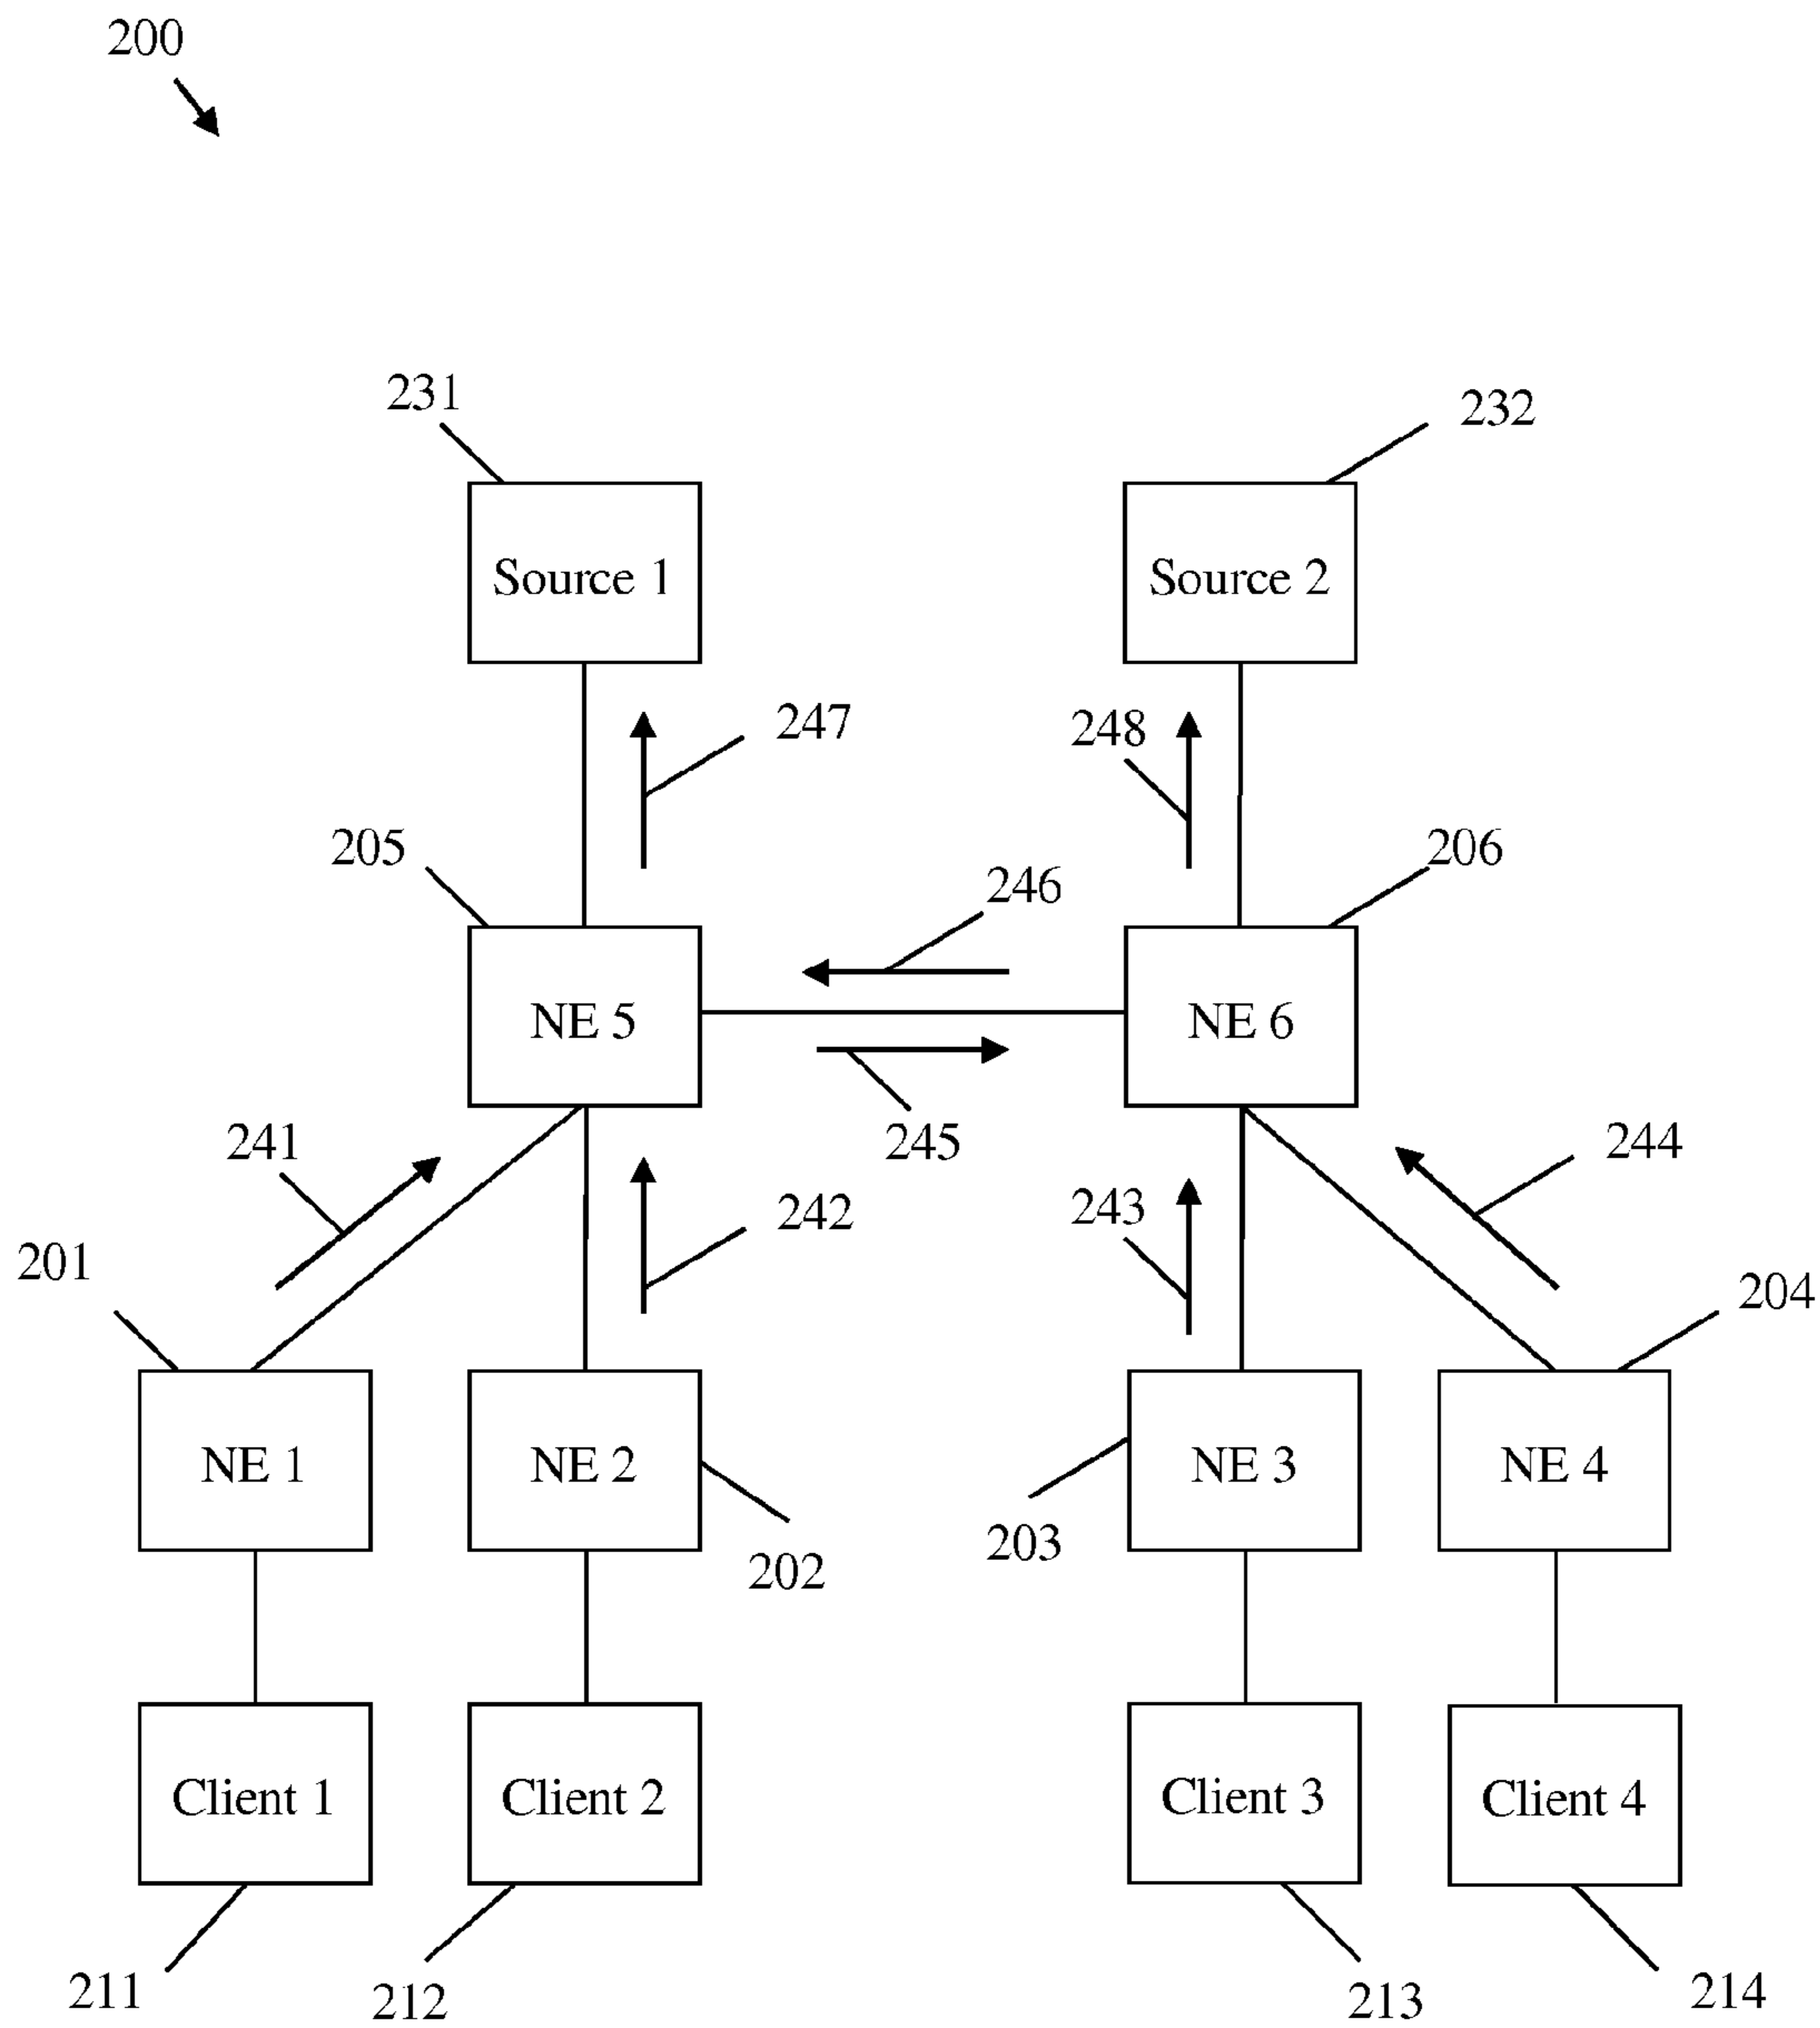 200
231
232
Source 1
Source 2
247
248
205
206
246
NE 5
NE 6
245
241
244
242
243
201
204
NE 1
NE 2
NE 3
NE 4
203
202
Client 1
Client 2
Client 3
Client 4
211
212
213
214